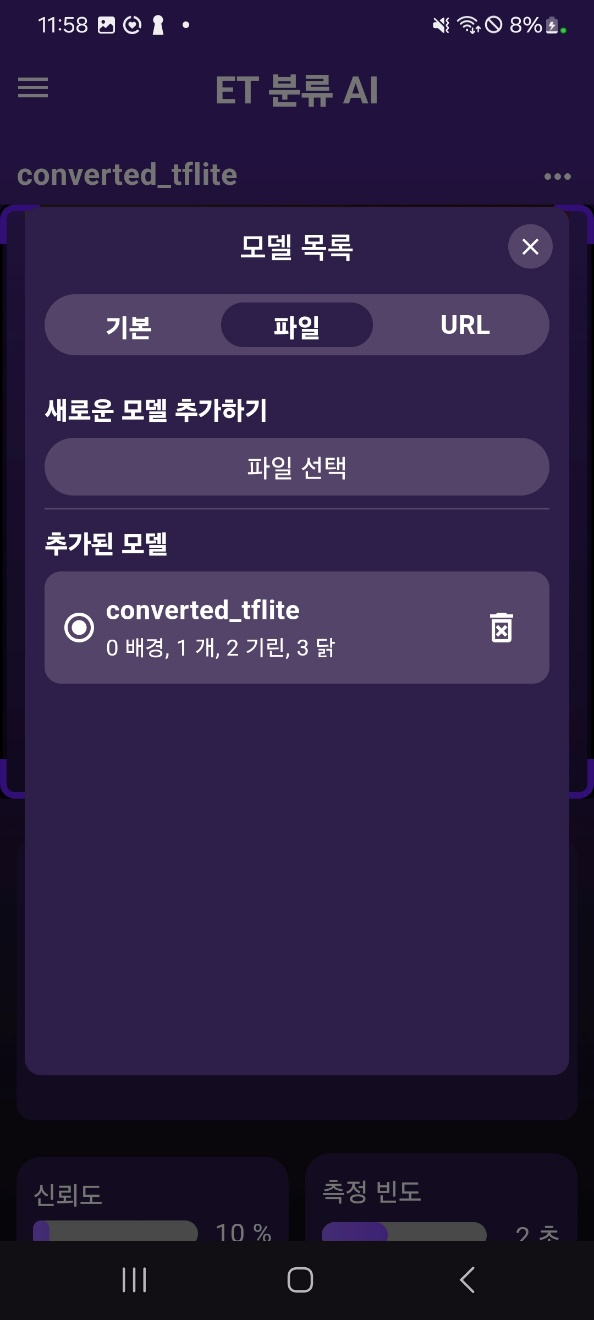 11:58
8%
ET 분류 AI
converted_tflite
모델 목록
기본 파일 URL
새로운 모델 추가하기
파일 선택
추가된 모델
converted_tflite
0 배경, 1 개, 2 기린, 3 닭
신뢰도
측정 빈도
10 %
2 초